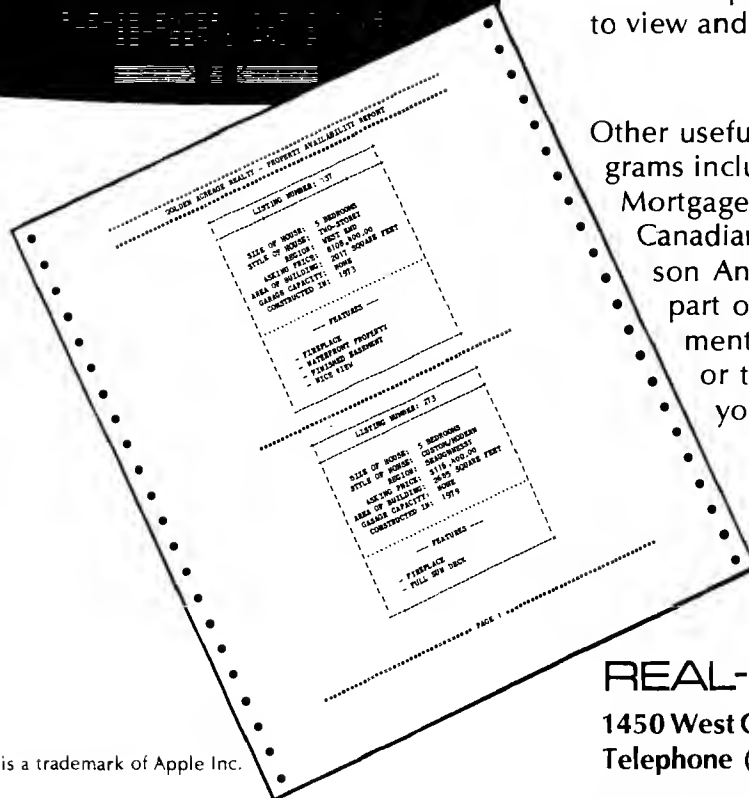 to view and
Other usefu
grams inclu
Mortgage
Canadian
son An
part o
ment
or t
yo
GOLDEN ACREAGE REALTY - PROPERTY AVAILABILITY REPORT
LISTING NUMBER: 137
SIZE OF HOUSE: 5 BEDROOMS
STYLE OF HOUSE: TWO-STOREY
REGION: WEST END
ASKING PRICE: $108,400.00
AREA OF BUILDING: 2017 SQUARE FEET
GARAGE CAPACITY: NONE
CONSTRUCTED IN: 1973
--- FEATURES ---
- FIREPLACE
- WATERFRONT PROPERTY
- FINISHED BASEMENT
- NICE VIEW
LISTING NUMBER: 273
SIZE OF HOUSE: 5 BEDROOMS
STYLE OF HOUSE: CUSTOM/MODERN
REGION: SHAUGHNESSY
ASKING PRICE: $116,400.00
AREA OF BUILDING: 2695 SQUARE FEET
GARAGE CAPACITY: NONE
CONSTRUCTED IN: 1979
--- FEATURES ---
- FIREPLACE
- FULL SUN DECK
PAGE 1
REAL-
1450 West G
Telephone (
is a trademark of Apple Inc.